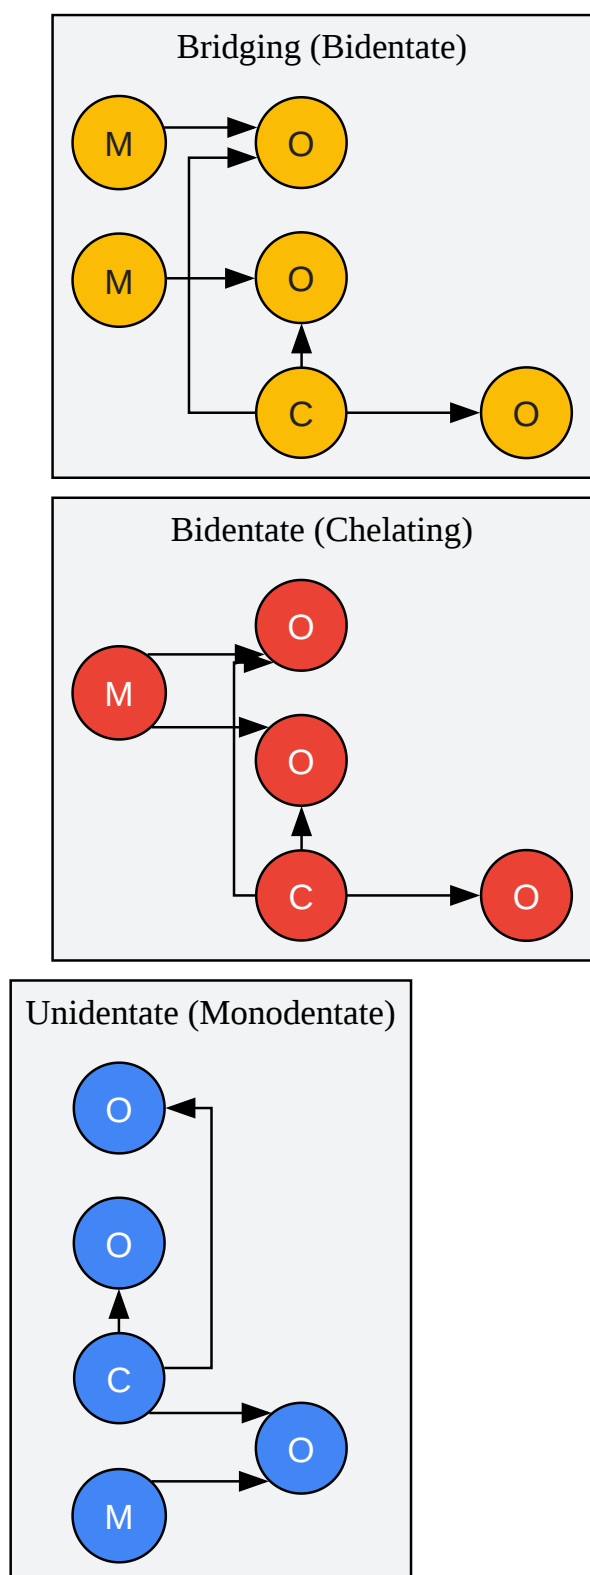 Bridging (Bidentate)
M
O
M
O
C
O
Bidentate (Chelating)
O
M
O
C
O
Unidentate (Monodentate)
O
O
C
O
M